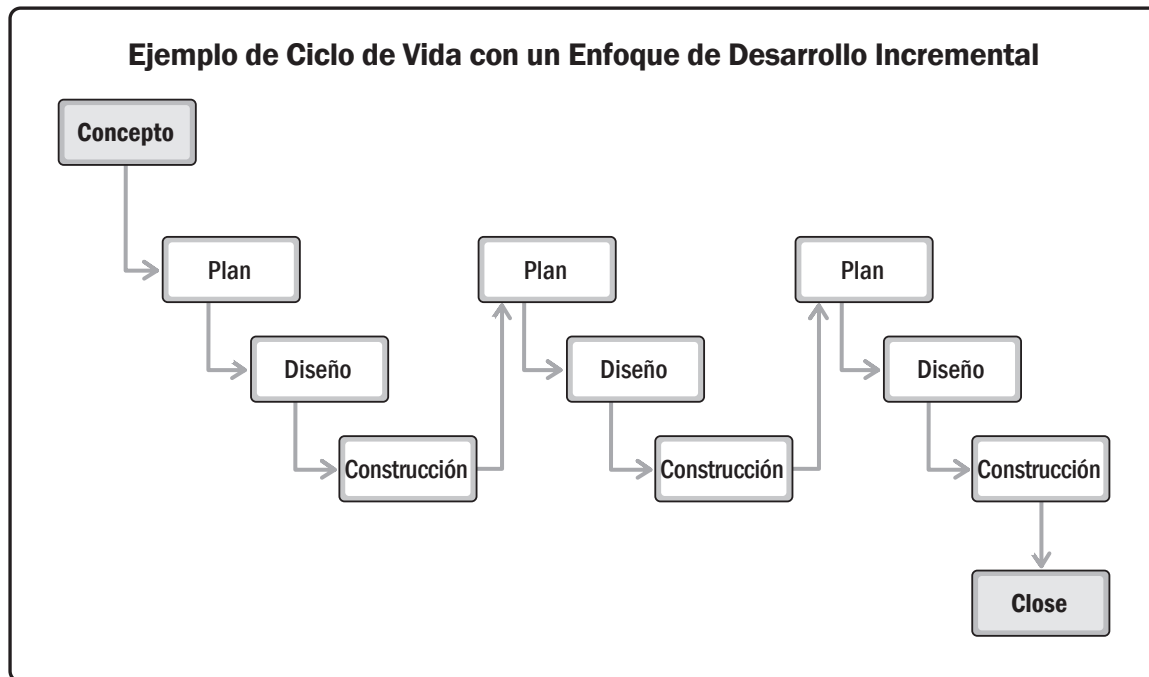 Ejemplo de Ciclo de Vida con un Enfoque de Desarrollo Incremental
Concepto
Plan
Diseño
Construcción
Plan
Diseño
Construcción
Plan
Diseño
Construcción
Close